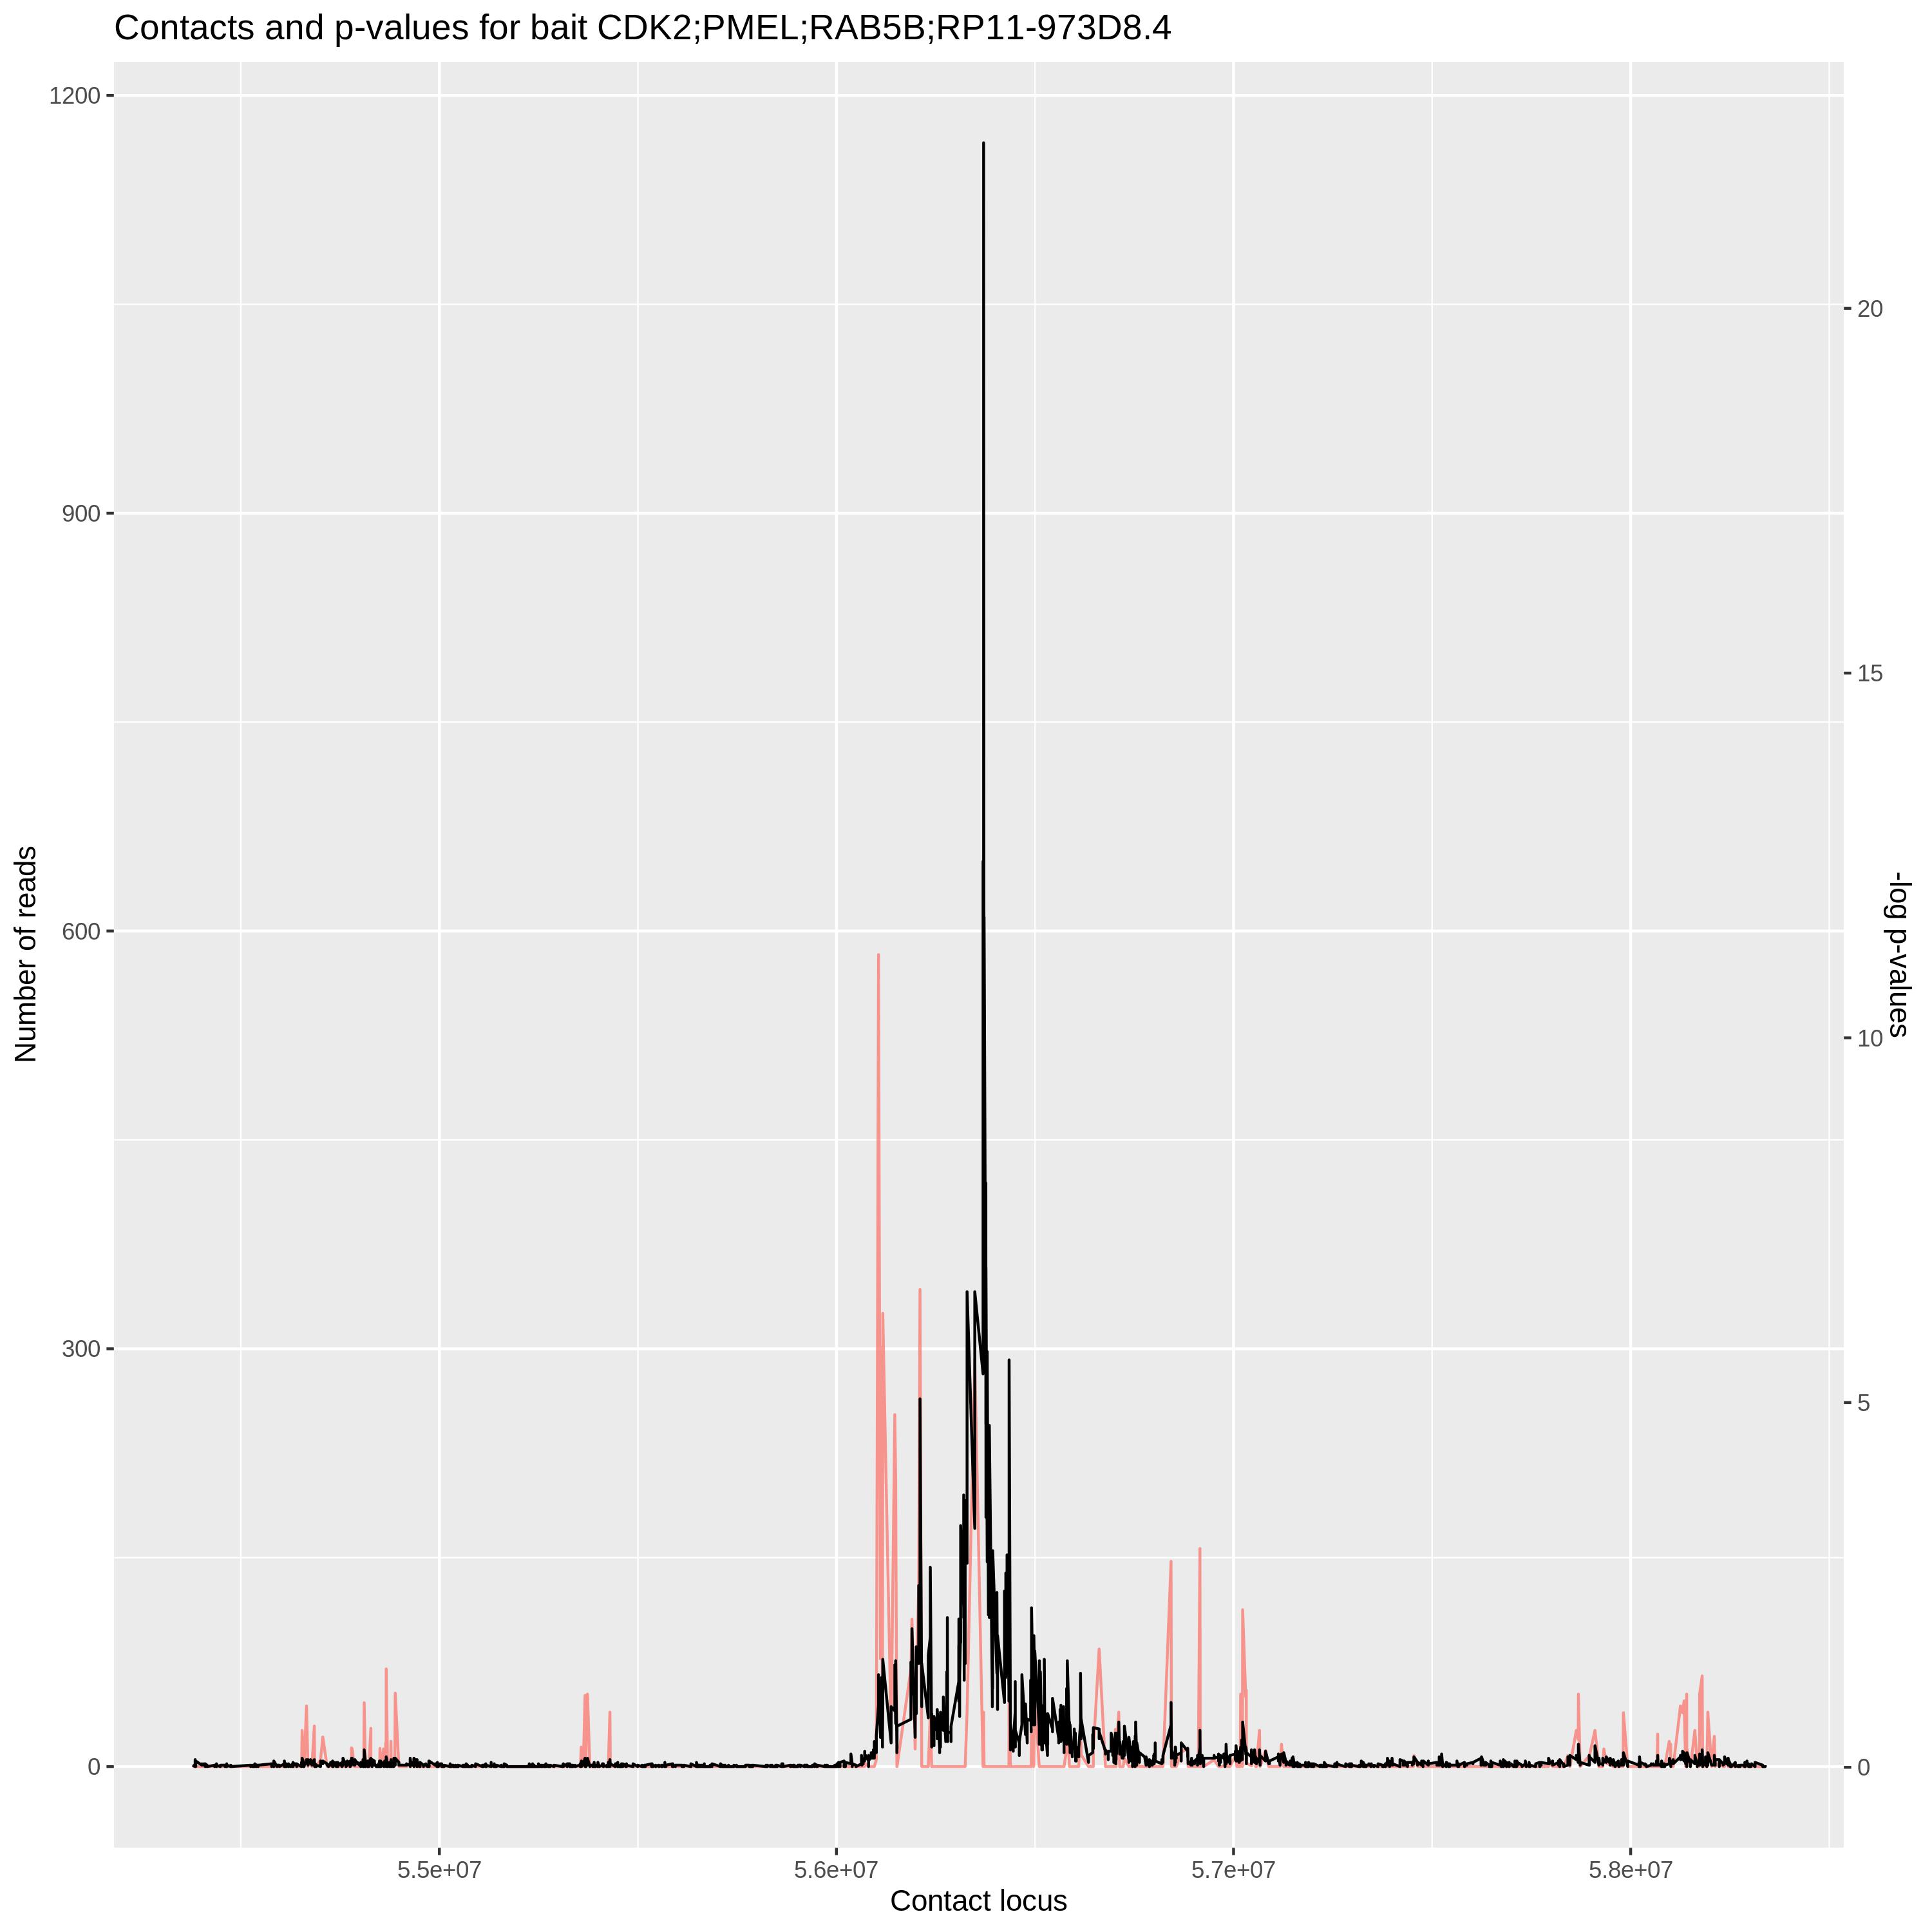 Contacts and p-values for bait CDK2;PMEL;RAB5B;RP11-973D8.4
1200
900
600
300
0
Number of reads
20
15
10
5
0
-log p-values
5.5e+07
5.6e+07
5.7e+07
5.8e+07
Contact locus